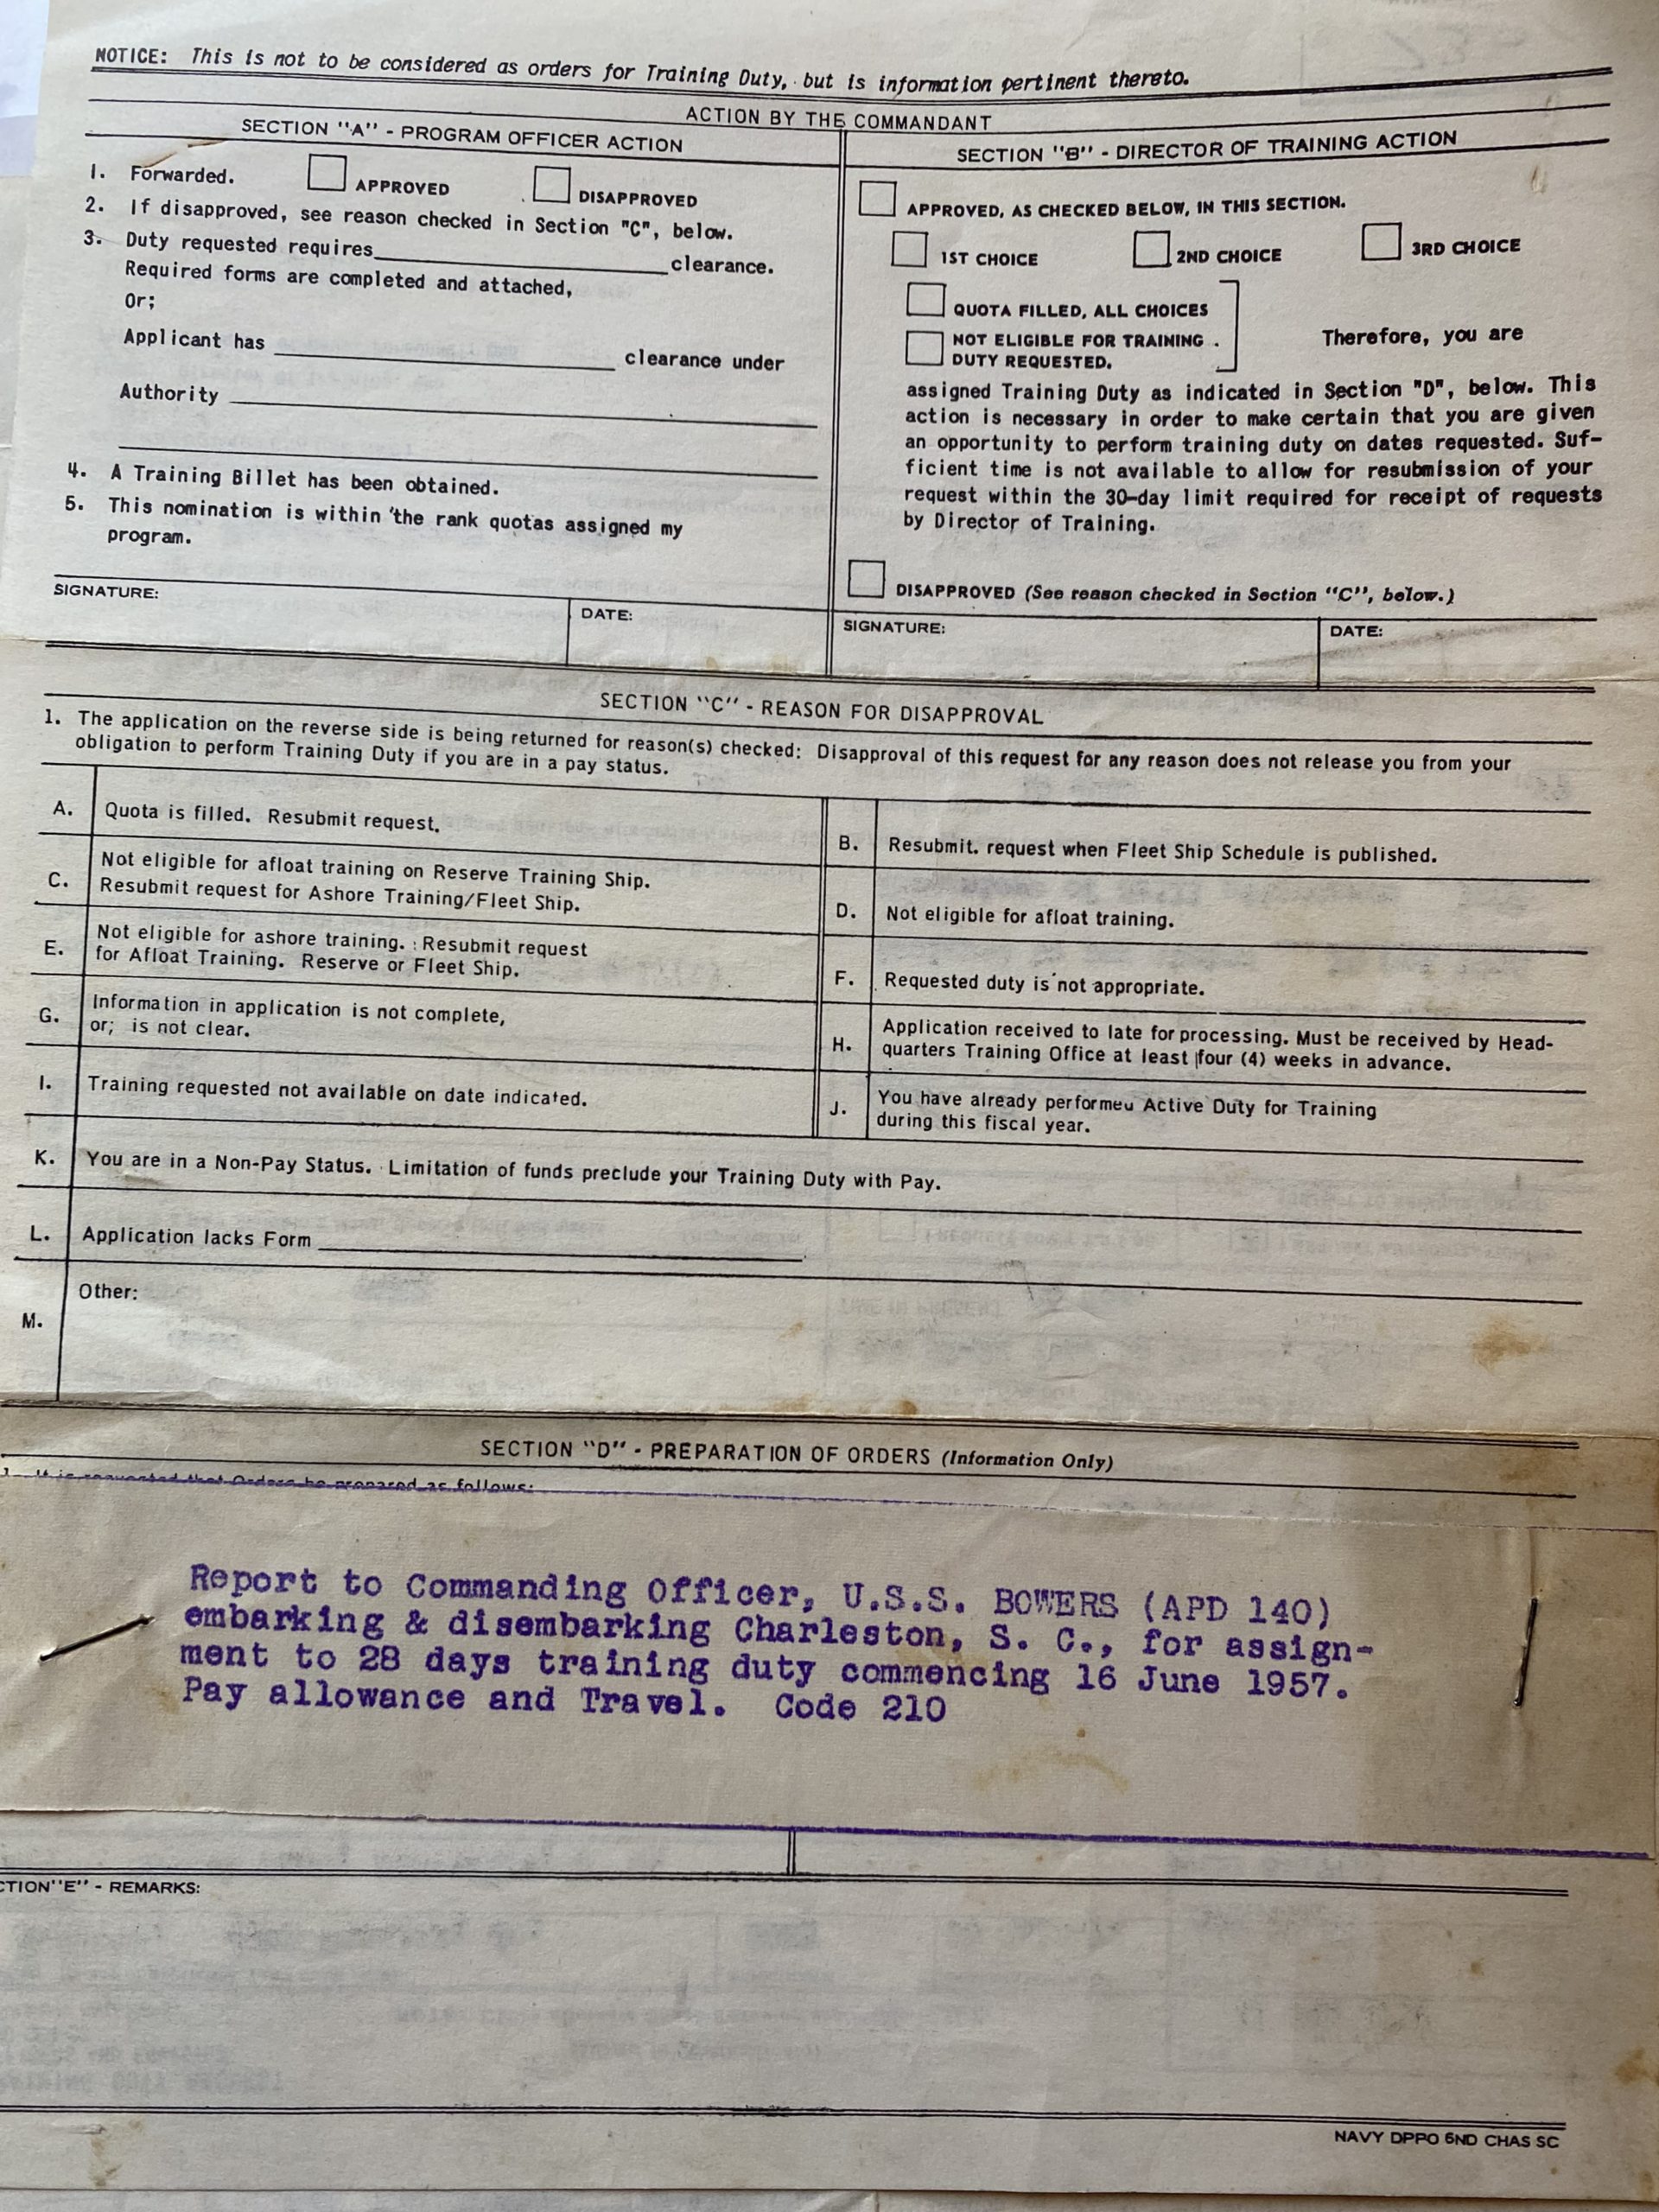 NOTICE: This is not to be considered as orders for Training Duty, but is information pertinent thereto.
ACTION BY THE COMMANDANT
SECTION "A" - PROGRAM OFFICER ACTION
1. Forwarded. APPROVED DISAPPROVED
2. If disapproved, see reason checked in Section "C", below.
3. Duty requested requires clearance.
Required forms are completed and attached,
Or;
Applicant has clearance under
Authority
4. A Training Billet has been obtained.
5. This nomination is within the rank quotas assigned my
program.
SIGNATURE: DATE:
SECTION "B" - DIRECTOR OF TRAINING ACTION
APPROVED, AS CHECKED BELOW, IN THIS SECTION.
1ST CHOICE 2ND CHOICE 3RD CHOICE
QUOTA FILLED, ALL CHOICES
NOT ELIGIBLE FOR TRAINING
DUTY REQUESTED.
Therefore, you are
assigned Training Duty as indicated in Section "D", below. This
action is necessary in order to make certain that you are given
an opportunity to perform training duty on dates requested. Suf-
ficient time is not available to allow for resubmission of your
request within the 30-day limit required for receipt of requests
by Director of Training.
DISAPPROVED (See reason checked in Section "C", below.)
SIGNATURE: DATE:
SECTION "C" - REASON FOR DISAPPROVAL
1. The application on the reverse side is being returned for reason(s) checked: Disapproval of this request for any reason does not release you from your
obligation to perform Training Duty if you are in a pay status.
A. Quota is filled. Resubmit request.
B. Resubmit. request when Fleet Ship Schedule is published.
C. Not eligible for afloat training on Reserve Training Ship.
Resubmit request for Ashore Training/Fleet Ship.
D. Not eligible for afloat training.
E. Not eligible for ashore training. Resubmit request
for Afloat Training. Reserve or Fleet Ship.
F. Requested duty is not appropriate.
G. Information in application is not complete,
or; is not clear.
H. Application received to late for processing. Must be received by Head-
quarters Training Office at least four (4) weeks in advance.
I. Training requested not available on date indicated.
J. You have already performed Active Duty for Training
during this fiscal year.
K. You are in a Non-Pay Status. Limitation of funds preclude your Training Duty with Pay.
L. Application lacks Form
M. Other:
SECTION "D" - PREPARATION OF ORDERS (Information Only)
1. It is requested that Orders be prepared as follows:
Report to Commanding Officer, U.S.S. BOWERS (APD 140)
embarking & disembarking Charleston, S. C., for assign-
ment to 28 days training duty commencing 16 June 1957.
Pay allowance and Travel. Code 210
CTION "E" - REMARKS:
NAVY DPPO 6ND CHAS SC